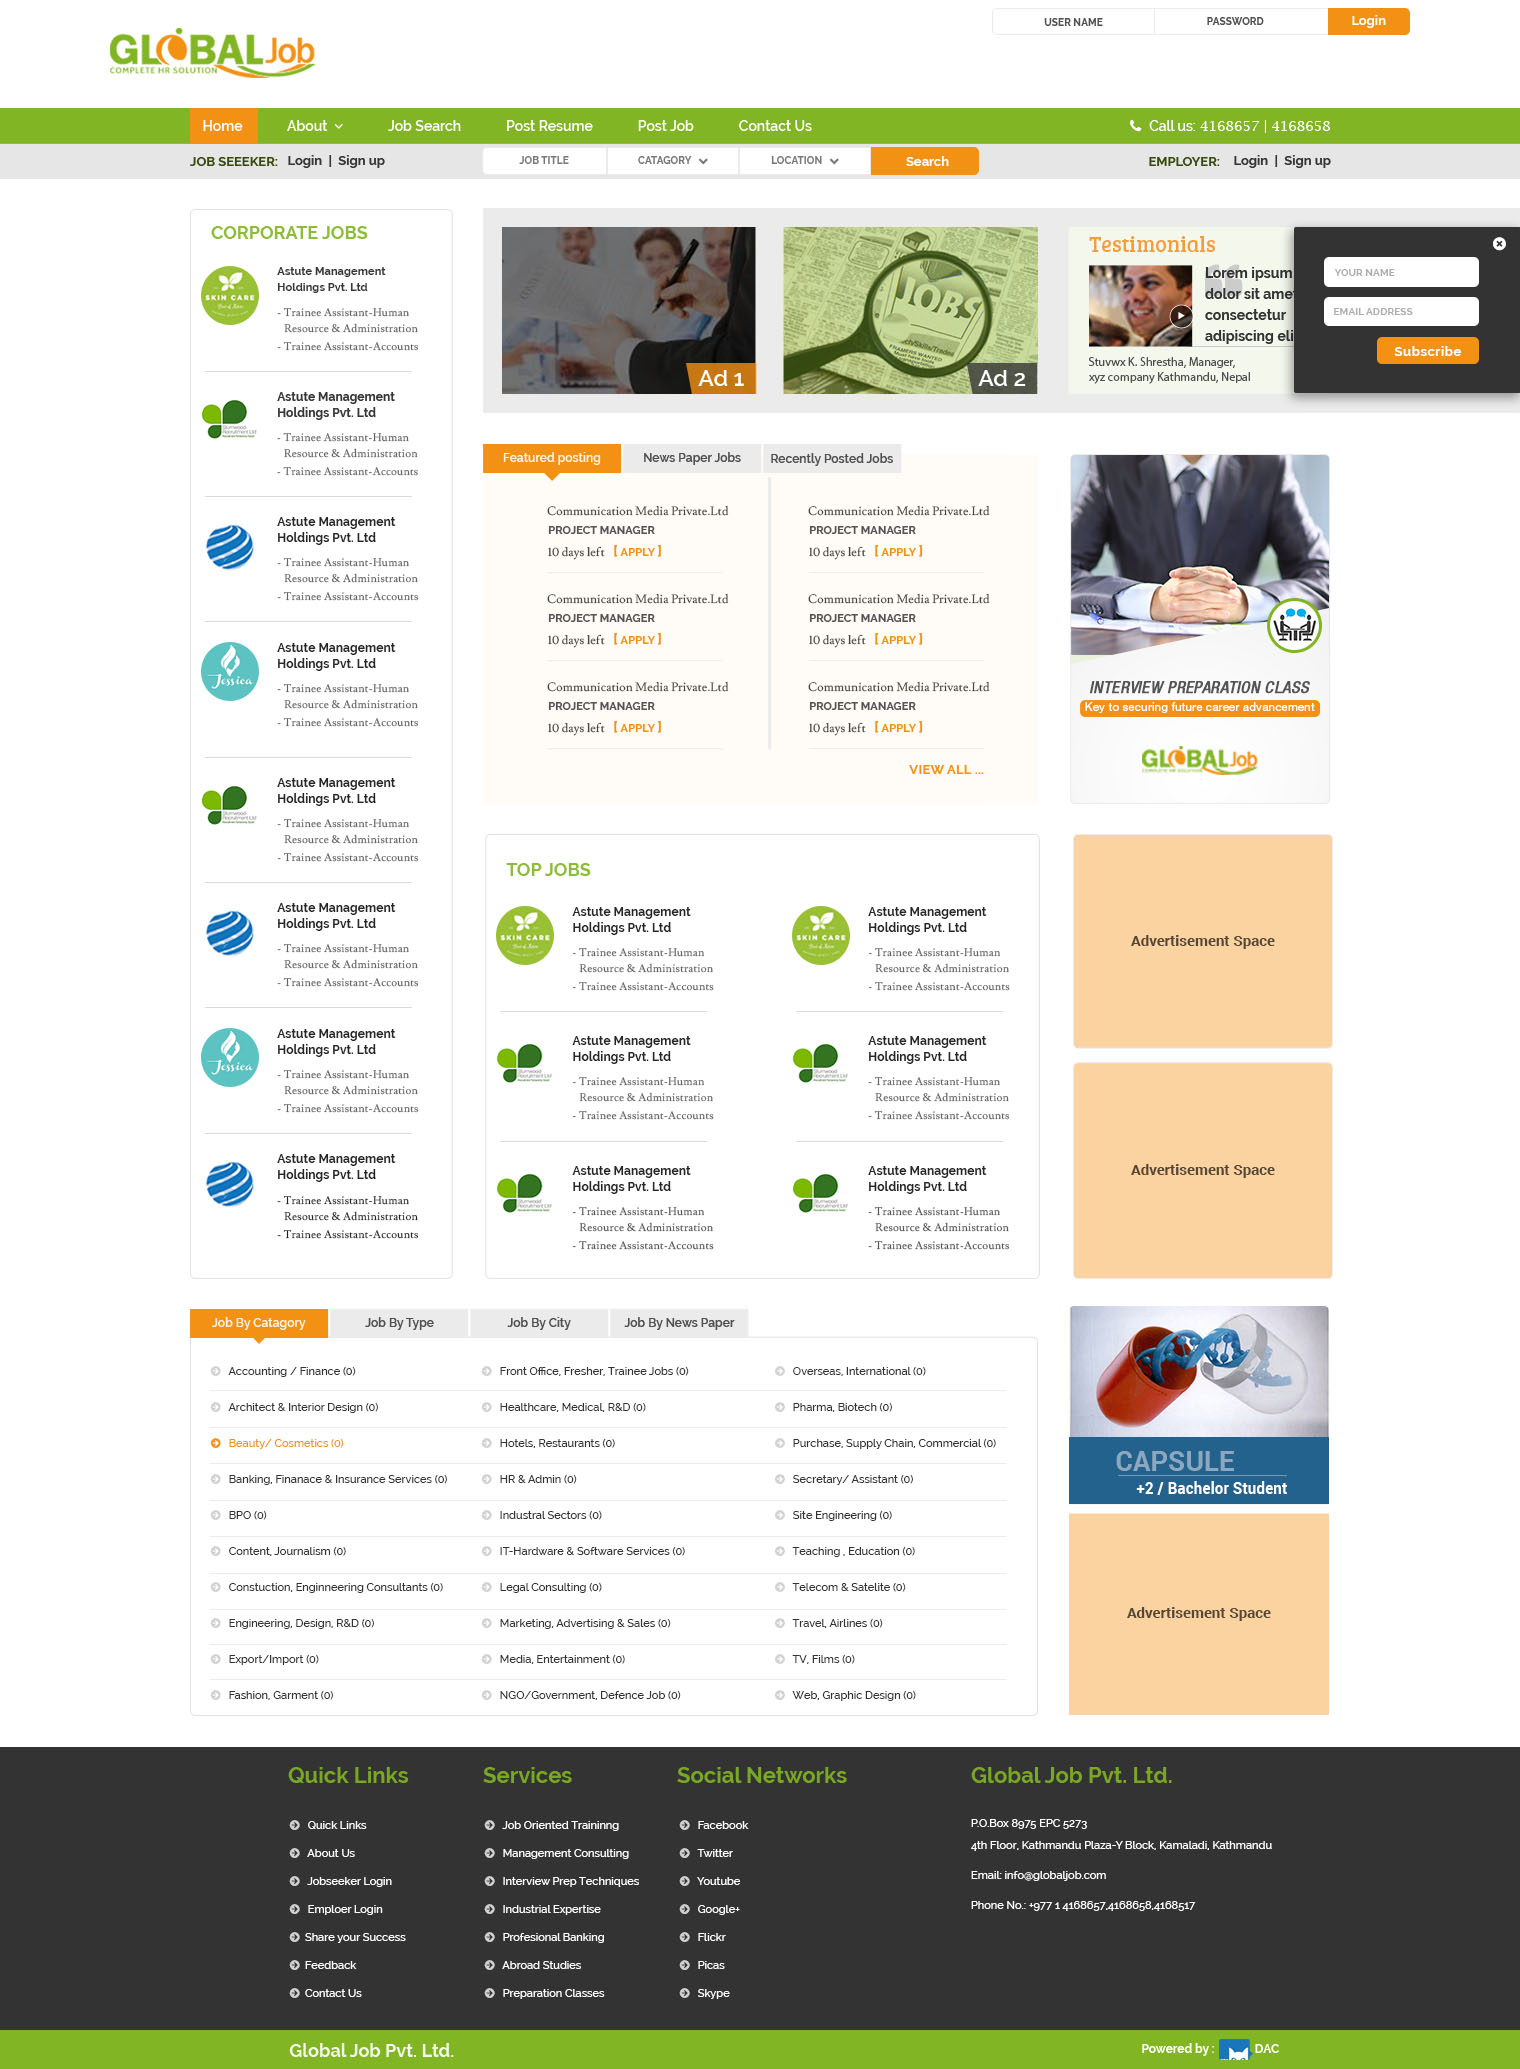 GLOBAL Job
COMPLETE HR SOLUTION
USER NAME PASSWORD Login
Home About Job Search Post Resume Post Job Contact Us Call us: 4168657 | 4168658
JOB SEEEKER: Login | Sign up JOB TITLE CATAGORY LOCATION Search EMPLOYER: Login | Sign up
CORPORATE JOBS
SKIN CARE
Astute Management
Holdings Pvt. Ltd
- Trainee Assistant-Human
Resource & Administration
- Trainee Assistant-Accounts
Astute Management
Holdings Pvt. Ltd
- Trainee Assistant-Human
Resource & Administration
- Trainee Assistant-Accounts
Astute Management
Holdings Pvt. Ltd
- Trainee Assistant-Human
Resource & Administration
- Trainee Assistant-Accounts
Jessica
Astute Management
Holdings Pvt. Ltd
- Trainee Assistant-Human
Resource & Administration
- Trainee Assistant-Accounts
Astute Management
Holdings Pvt. Ltd
- Trainee Assistant-Human
Resource & Administration
- Trainee Assistant-Accounts
Astute Management
Holdings Pvt. Ltd
- Trainee Assistant-Human
Resource & Administration
- Trainee Assistant-Accounts
Jessica
Astute Management
Holdings Pvt. Ltd
- Trainee Assistant-Human
Resource & Administration
- Trainee Assistant-Accounts
Astute Management
Holdings Pvt. Ltd
- Trainee Assistant-Human
Resource & Administration
- Trainee Assistant-Accounts
Ad 1
JOBS
Ad 2
Testimonials
Lorem ipsum
dolor sit ame
consectetur
adipiscing eli
Stuvwx K. Shrestha, Manager,
xyz company Kathmandu, Nepal
YOUR NAME
EMAIL ADDRESS
Subscribe
Featured posting News Paper Jobs Recently Posted Jobs
Communication Media Private.Ltd
PROJECT MANAGER
10 days left [ APPLY ]
Communication Media Private.Ltd
PROJECT MANAGER
10 days left [ APPLY ]
Communication Media Private.Ltd
PROJECT MANAGER
10 days left [ APPLY ]
Communication Media Private.Ltd
PROJECT MANAGER
10 days left [ APPLY ]
Communication Media Private.Ltd
PROJECT MANAGER
10 days left [ APPLY ]
Communication Media Private.Ltd
PROJECT MANAGER
10 days left [ APPLY ]
VIEW ALL ...
INTERVIEW PREPARATION CLASS
Key to securing future career advancement
GLOBAL Job
COMPLETE HR SOLUTION
TOP JOBS
SKIN CARE
Astute Management
Holdings Pvt. Ltd
- Trainee Assistant-Human
Resource & Administration
- Trainee Assistant-Accounts
SKIN CARE
Astute Management
Holdings Pvt. Ltd
- Trainee Assistant-Human
Resource & Administration
- Trainee Assistant-Accounts
Astute Management
Holdings Pvt. Ltd
- Trainee Assistant-Human
Resource & Administration
- Trainee Assistant-Accounts
Astute Management
Holdings Pvt. Ltd
- Trainee Assistant-Human
Resource & Administration
- Trainee Assistant-Accounts
Astute Management
Holdings Pvt. Ltd
- Trainee Assistant-Human
Resource & Administration
- Trainee Assistant-Accounts
Astute Management
Holdings Pvt. Ltd
- Trainee Assistant-Human
Resource & Administration
- Trainee Assistant-Accounts
Advertisement Space
Advertisement Space
Job By Catagory Job By Type Job By City Job By News Paper
Accounting / Finance (0) Front Office, Fresher, Trainee Jobs (0) Overseas, International (0)
Architect & Interior Design (0) Healthcare, Medical, R&D (0) Pharma, Biotech (0)
Beauty/ Cosmetics (0) Hotels, Restaurants (0) Purchase, Supply Chain, Commercial (0)
Banking, Finanace & Insurance Services (0) HR & Admin (0) Secretary/ Assistant (0)
BPO (0) Industral Sectors (0) Site Engineering (0)
Content, Journalism (0) IT-Hardware & Software Services (0) Teaching , Education (0)
Constuction, Enginneering Consultants (0) Legal Consulting (0) Telecom & Satelite (0)
Engineering, Design, R&D (0) Marketing, Advertising & Sales (0) Travel, Airlines (0)
Export/Import (0) Media, Entertainment (0) TV, Films (0)
Fashion, Garment (0) NGO/Government, Defence Job (0) Web, Graphic Design (0)
CAPSULE
+2 / Bachelor Student
Advertisement Space
Quick Links
Quick Links
About Us
Jobseeker Login
Emploer Login
Share your Success
Feedback
Contact Us
Services
Job Oriented Traininng
Management Consulting
Interview Prep Techniques
Industrial Expertise
Profesional Banking
Abroad Studies
Preparation Classes
Social Networks
Facebook
Twitter
Youtube
Google+
Flickr
Picas
Skype
Global Job Pvt. Ltd.
P.O.Box 8975 EPC 5273
4th Floor, Kathmandu Plaza-Y Block, Kamaladi, Kathmandu
Email: info@globaljob.com
Phone No.: +977 1 4168657,4168658,4168517
Global Job Pvt. Ltd. Powered by : DAC